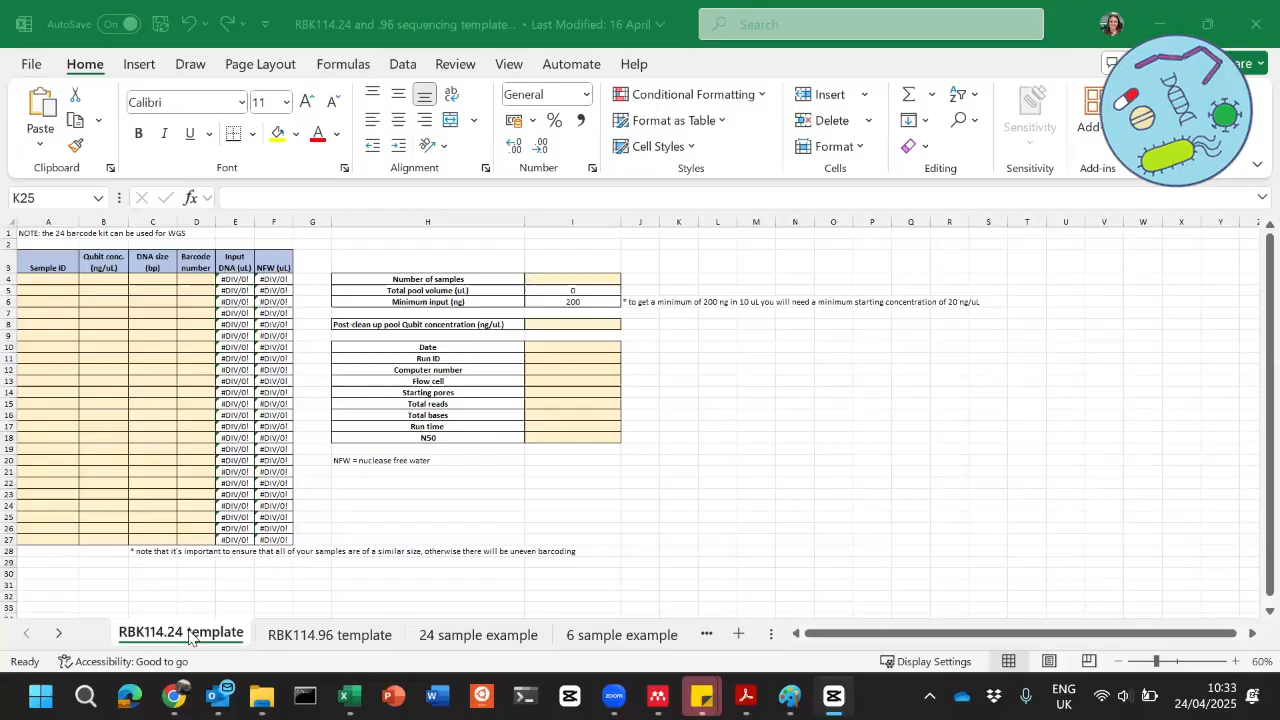 AutoSave On RBK114.24 and .96 sequencing template... • Last Modified: 16 April Search
File Home Insert Draw Page Layout Formulas Data Review View Automate Help
Calibri 11 General Conditional Formatting Insert
Paste Format as Table Delete Sensitivity Add-
Cell Styles Format
Clipboard Font Alignment Number Styles Cells Editing Sensitivity Add-ins
K25 fx
A B C D E F G H I J K L M N O P Q R S T U V W X Y
1 NOTE: the 24 barcode kit can be used for WGS
2
3 Sample ID Qubit conc. (ng/uL) DNA size (bp) Barcode number Input DNA (uL) NFW (uL)
4 #DIV/0! #DIV/0! Number of samples
5 #DIV/0! #DIV/0! Total pool volume (uL) 0
6 #DIV/0! #DIV/0! Minimum input (ng) 200 * to get a minimum of 200 ng in 10 uL you will need a minimum starting concentration of 20 ng/uL
7 #DIV/0! #DIV/0!
8 #DIV/0! #DIV/0! Post-clean up pool Qubit concentration (ng/uL)
9 #DIV/0! #DIV/0!
10 #DIV/0! #DIV/0! Date
11 #DIV/0! #DIV/0! Run ID
12 #DIV/0! #DIV/0! Computer number
13 #DIV/0! #DIV/0! Flow cell
14 #DIV/0! #DIV/0! Starting pores
15 #DIV/0! #DIV/0! Total reads
16 #DIV/0! #DIV/0! Total bases
17 #DIV/0! #DIV/0! Run time
18 #DIV/0! #DIV/0! N50
19 #DIV/0! #DIV/0!
20 #DIV/0! #DIV/0! NFW = nuclease free water
21 #DIV/0! #DIV/0!
22 #DIV/0! #DIV/0!
23 #DIV/0! #DIV/0!
24 #DIV/0! #DIV/0!
25 #DIV/0! #DIV/0!
26 #DIV/0! #DIV/0!
27 #DIV/0! #DIV/0!
28 * note that it's important to ensure that all of your samples are of a similar size, otherwise there will be uneven barcoding
29
30
31
32
33
RBK114.24 template RBK114.96 template 24 sample example 6 sample example
Ready Accessibility: Good to go Display Settings 60%
zoom ENG 10:33
UK 24/04/2025